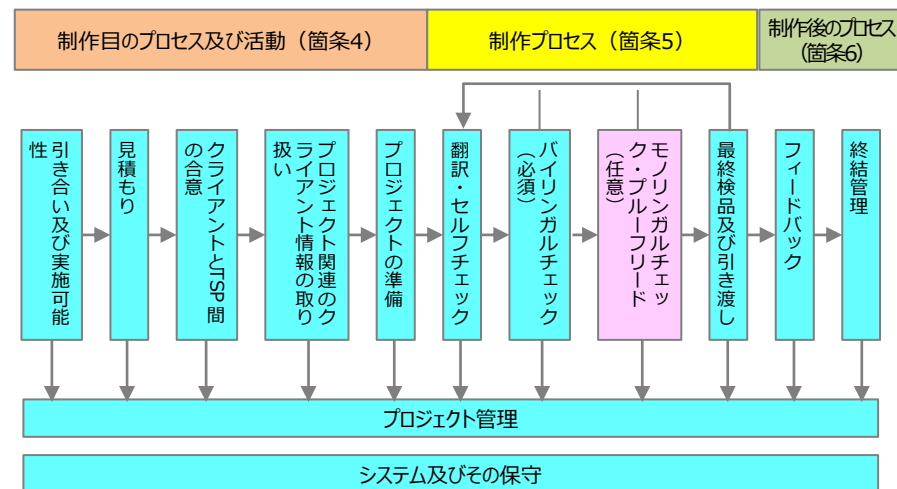 制作目のプロセス及び活動（箇条4）
制作プロセス（箇条5）
制作後のプロセス
（箇条6）
引き合い及び実施可能
性
見積もり
クライアントとTSP間
の合意
プロジェクト関連のク
ライアント情報の取り
扱い
プロジェクトの準備
翻訳・セルフチェック
バイリンガルチェック
（必須）
モノリンガルチェッ
ク・プルーフリード
（任意）
最終検品及び引き渡し
フィードバック
終結管理
プロジェクト管理
システム及びその保守